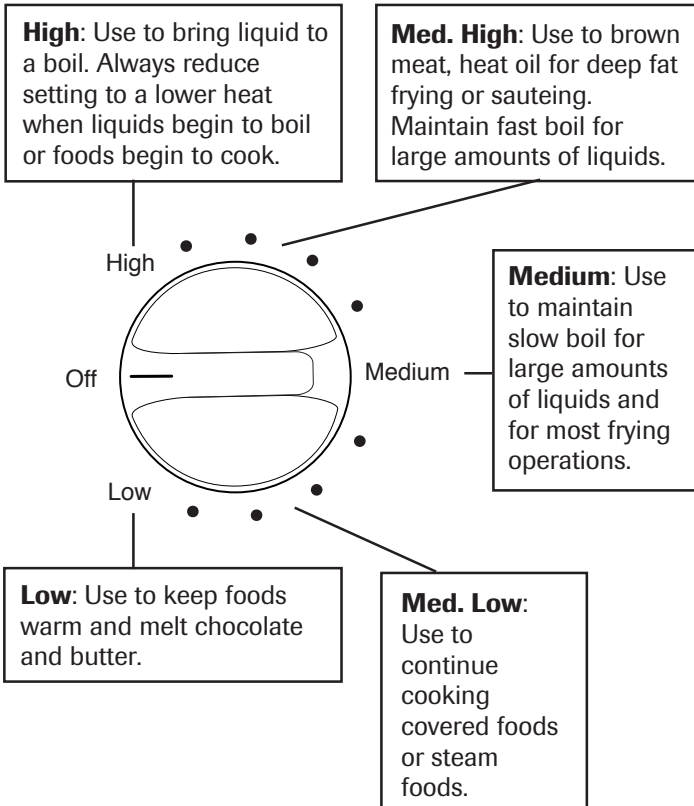 High: Use to bring liquid to
a boil. Always reduce
setting to a lower heat
when liquids begin to boil
or foods begin to cook.
Med. High: Use to brown
meat, heat oil for deep fat
frying or sauteing.
Maintain fast boil for
large amounts of liquids.
High
Medium: Use
to maintain
slow boil for
large amounts
of liquids and
for most frying
operations.
Off
Medium
Low
Low: Use to keep foods
warm and melt chocolate
and butter.
Med. Low:
Use to
continue
cooking
covered foods
or steam
foods.